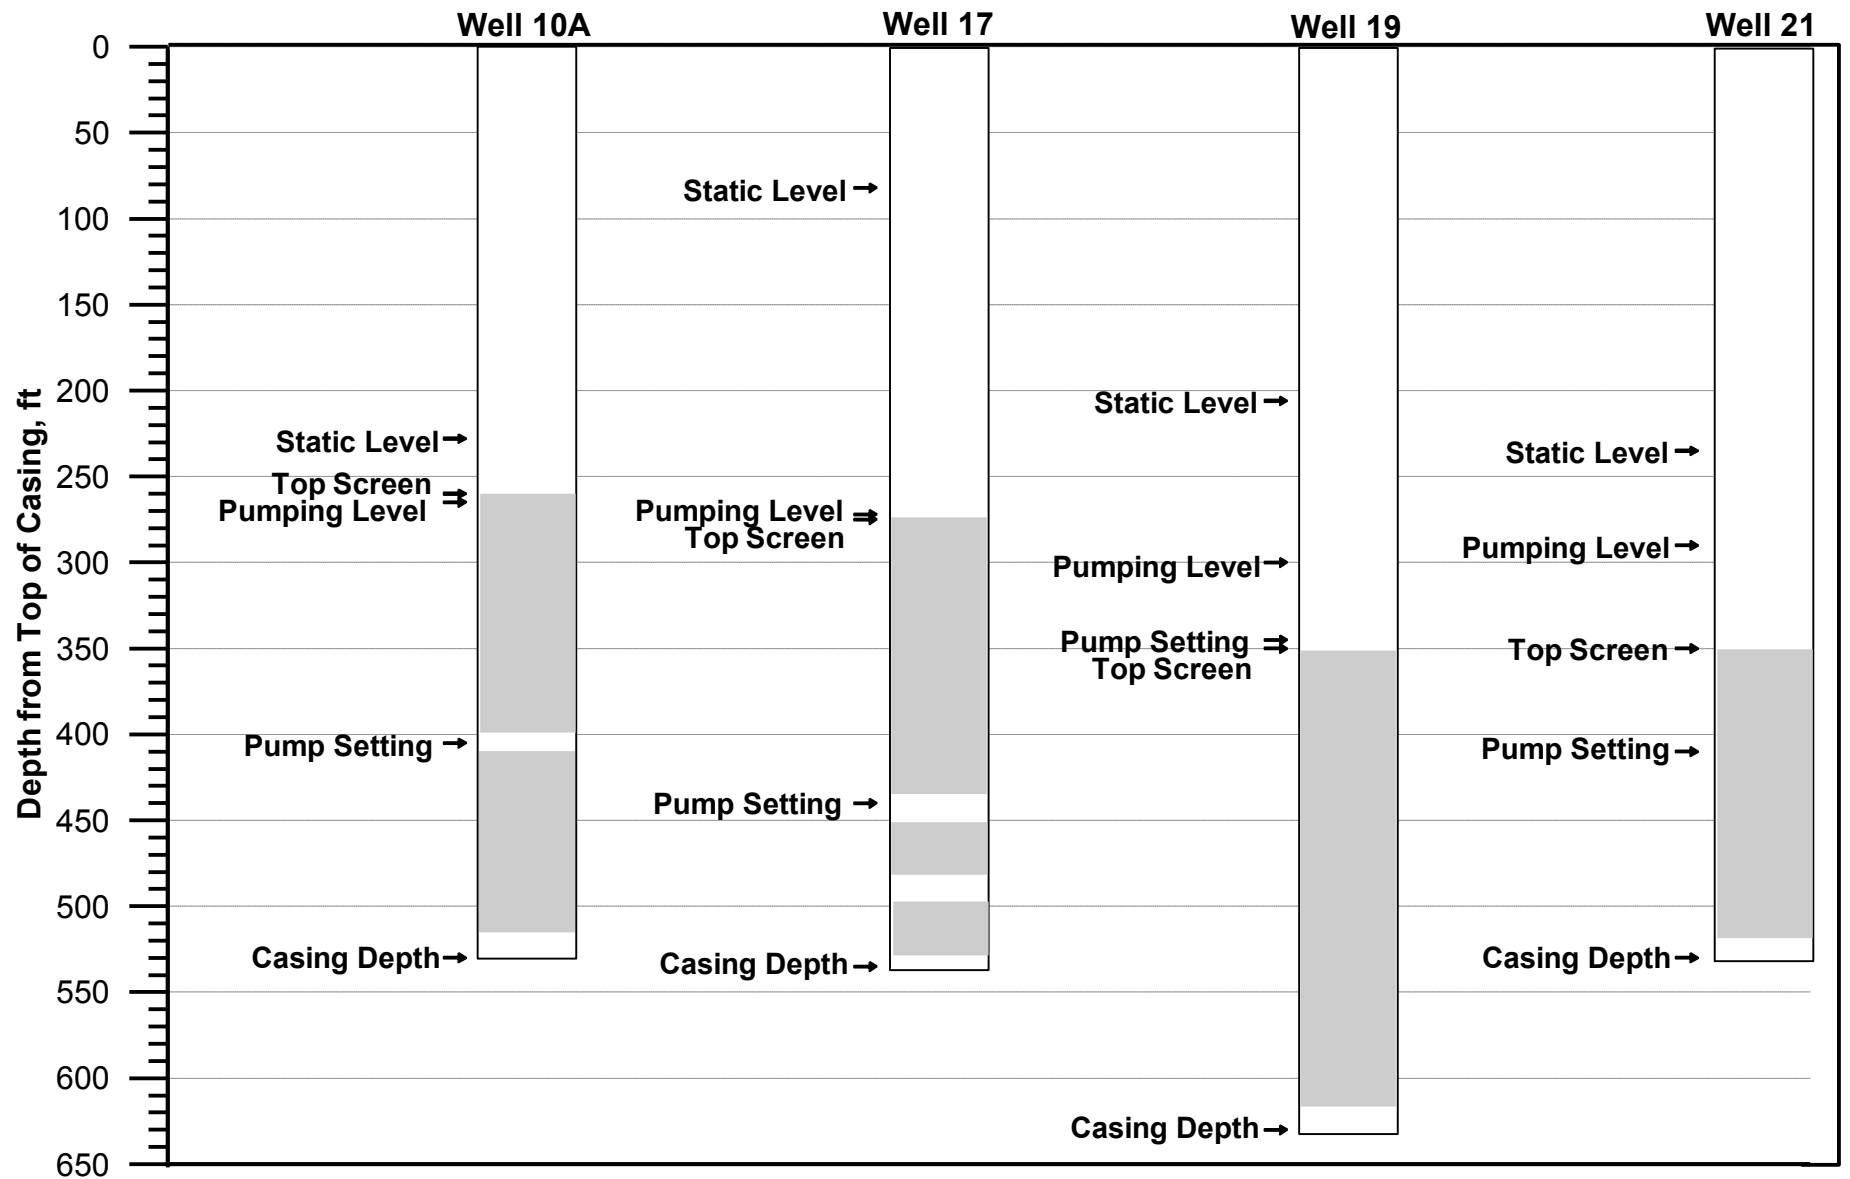 Well 10A
Well 17
Well 19
Well 21
0
50
100
150
200
250
300
350
400
450
500
550
600
650
Depth from Top of Casing, ft
Static Level
Top Screen
Pumping Level
Pump Setting
Casing Depth
Static Level
Pumping Level
Top Screen
Pump Setting
Casing Depth
Static Level
Pumping Level
Pump Setting
Top Screen
Casing Depth
Static Level
Pumping Level
Top Screen
Pump Setting
Casing Depth